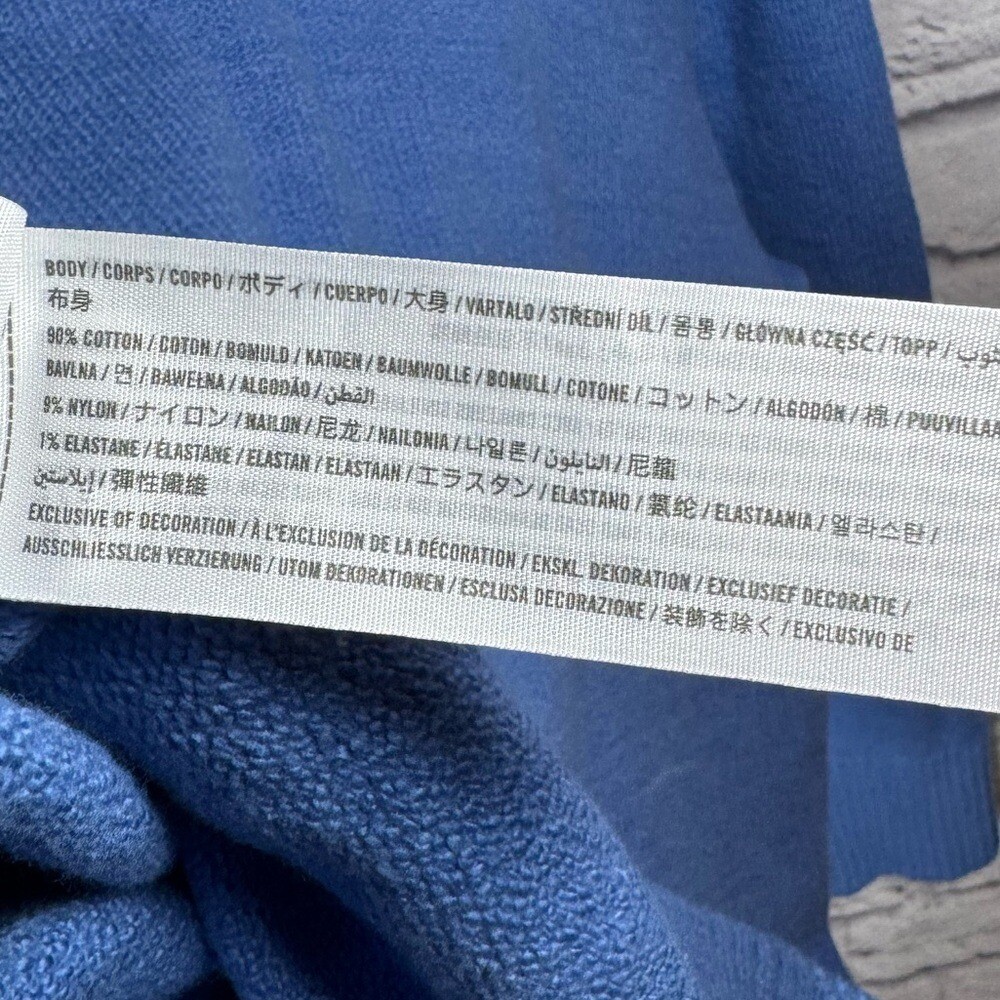 BODY / CORPS / CORPO / ボディ / CUERPO / 大身 / VARTALO / STŘEDNÍ DÍL / 몸통 / GŁÓWNA CZĘŚĆ / TOPP /
布身
90% COTTON / COTON / BOMULD / KATOEN / BAUMWOLLE / BOMULL / COTONE / コットン / ALGODÓN / 棉 / PUUVILLAA
BAVLNA / 면 / BAWEŁNA / ALGODÃO / القطن
9% NYLON / ナイロン / NAILON / 尼龙 / NAILONIA / 나일론 / النايلون / 尼龍
1% ELASTANE / ÉLASTANE / ELASTAN / ELASTAAN / エラスタン / ELASTANO / 氨纶 / ELASTAANIA / 엘라스탄 /
إيلاستين / 彈性纖維
EXCLUSIVE OF DECORATION / À L'EXCLUSION DE LA DÉCORATION / EKSKL. DEKORATION / EXCLUSIEF DECORATIE /
AUSSCHLIESSLICH VERZIERUNG / UTOM DEKORATIONEN / ESCLUSA DECORAZIONE / 装飾を除く / EXCLUSIVO DE